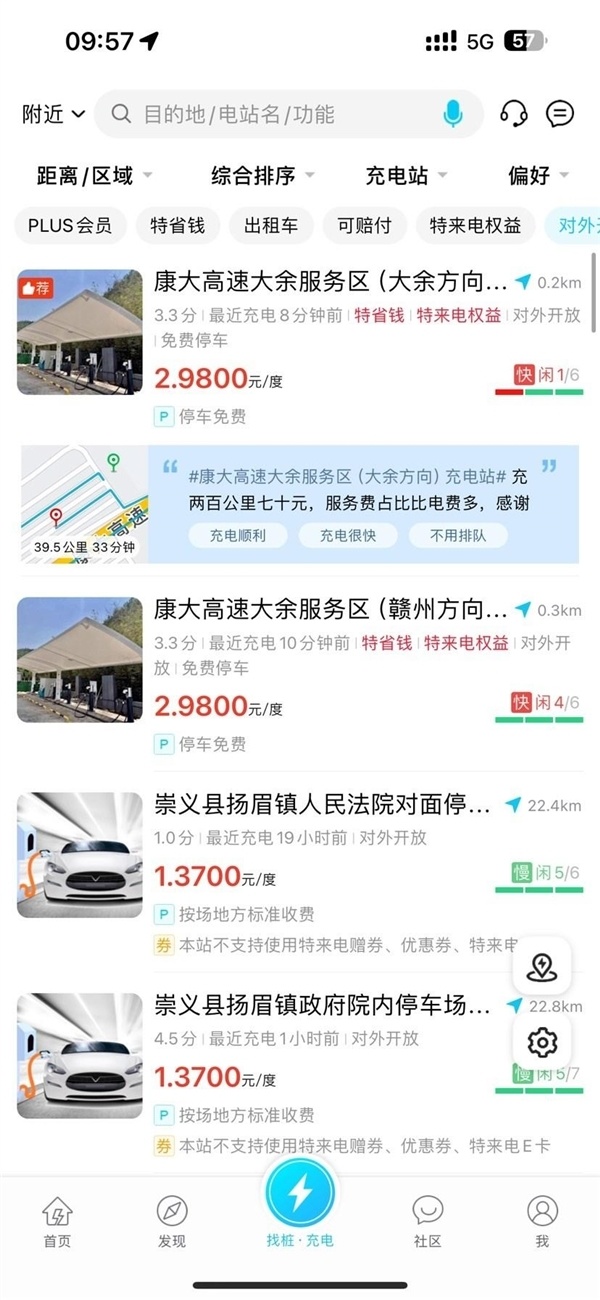 09:57
5G 57
附近
目的地/电站名/功能
距离/区域 综合排序 充电站 偏好
PLUS会员 特省钱 出租车 可赔付 特来电权益 对外
荐
康大高速大余服务区（大余方向... 0.2km
3.3分 | 最近充电8分钟前 | 特省钱 | 特来电权益 | 对外开放
| 免费停车
2.9800元/度 快 闲1/6
P 停车免费
#康大高速大余服务区（大余方向）充电站# 充
两百公里七十元，服务费占比比电费多，感谢
高速
39.5公里 33分钟
充电顺利 充电很快 不用排队
康大高速大余服务区（赣州方向... 0.3km
3.3分 | 最近充电10分钟前 | 特省钱 | 特来电权益 | 对外开
放 | 免费停车
2.9800元/度 快 闲4/6
P 停车免费
崇义县扬眉镇人民法院对面停... 22.4km
1.0分 | 最近充电19小时前 | 对外开放
1.3700元/度 慢 闲5/6
P 按场地方标准收费
券 本站不支持使用特来电赠券、优惠券、特来电
崇义县扬眉镇政府院内停车场... 22.8km
4.5分 | 最近充电1小时前 | 对外开放
1.3700元/度 慢 闲5/7
P 按场地方标准收费
券 本站不支持使用特来电赠券、优惠券、特来电E卡
首页 发现 找桩·充电 社区 我